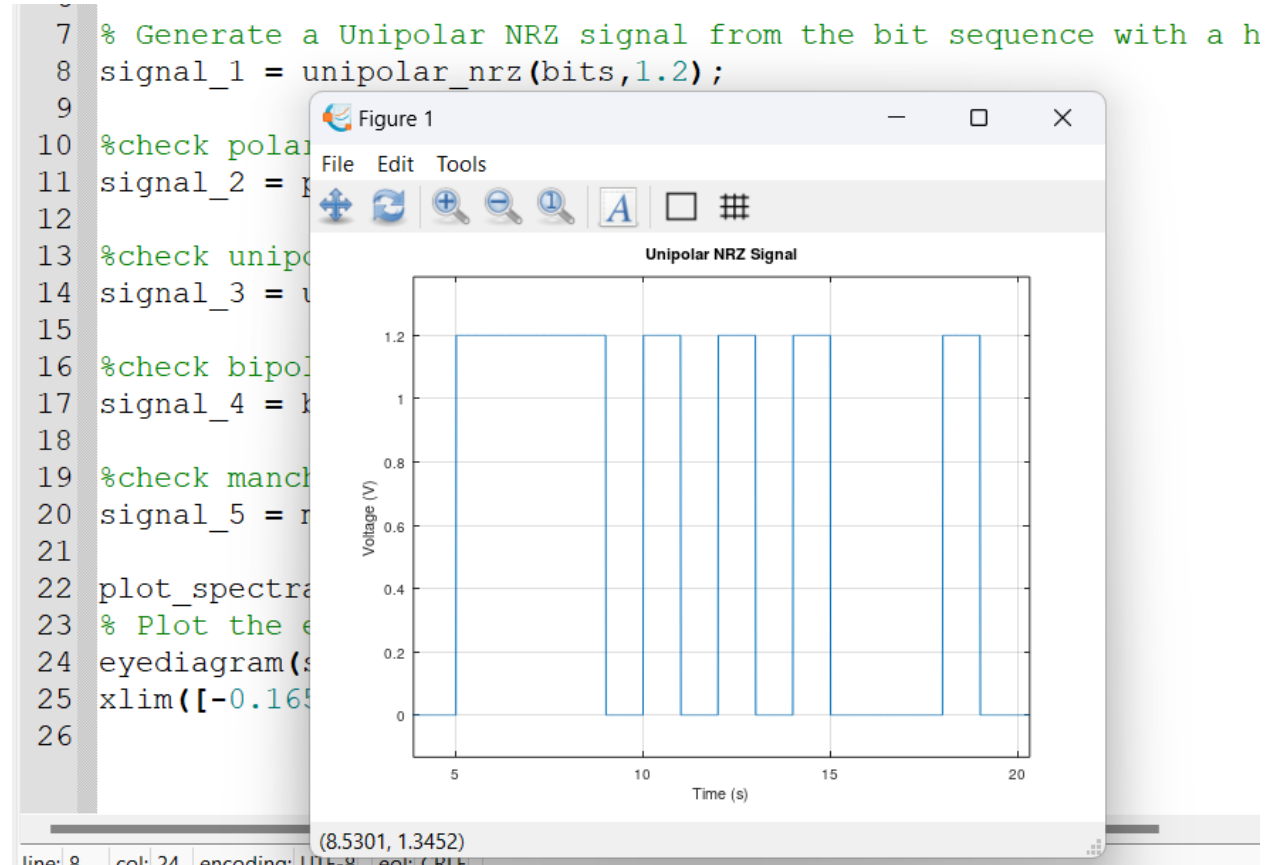 7 % Generate a Unipolar NRZ signal from the bit sequence with a h
8 signal_1 = unipolar_nrz(bits,1.2);
9
10 %check polar
11 signal_2 = p
12
13 %check unipo
14 signal_3 = u
15
16 %check bipol
17 signal_4 = b
18
19 %check manch
20 signal_5 = m
21
22 plot_spectra
23 % Plot the e
24 eyediagram(s
25 xlim([-0.165
26
Figure 1
File Edit Tools
A
Unipolar NRZ Signal
1.2
1
0.8
0.6
0.4
0.2
0
Voltage (V)
5 10 15 20
Time (s)
(8.5301, 1.3452)
line: 8 col: 24 encoding: UTF-8 eol: CRLF